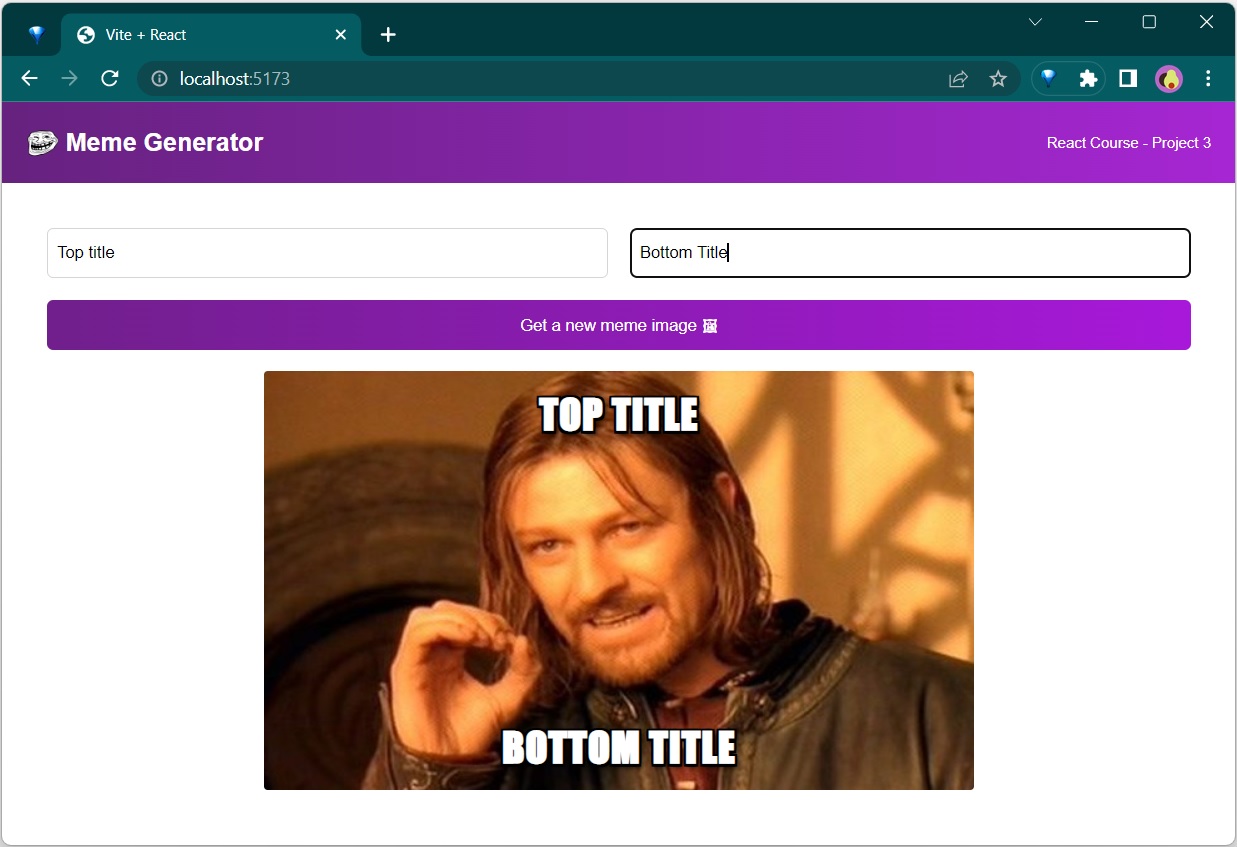 Vite + React
localhost:5173
Meme Generator
React Course - Project 3
Top title
Bottom Title
Get a new meme image 🖼
TOP TITLE
BOTTOM TITLE